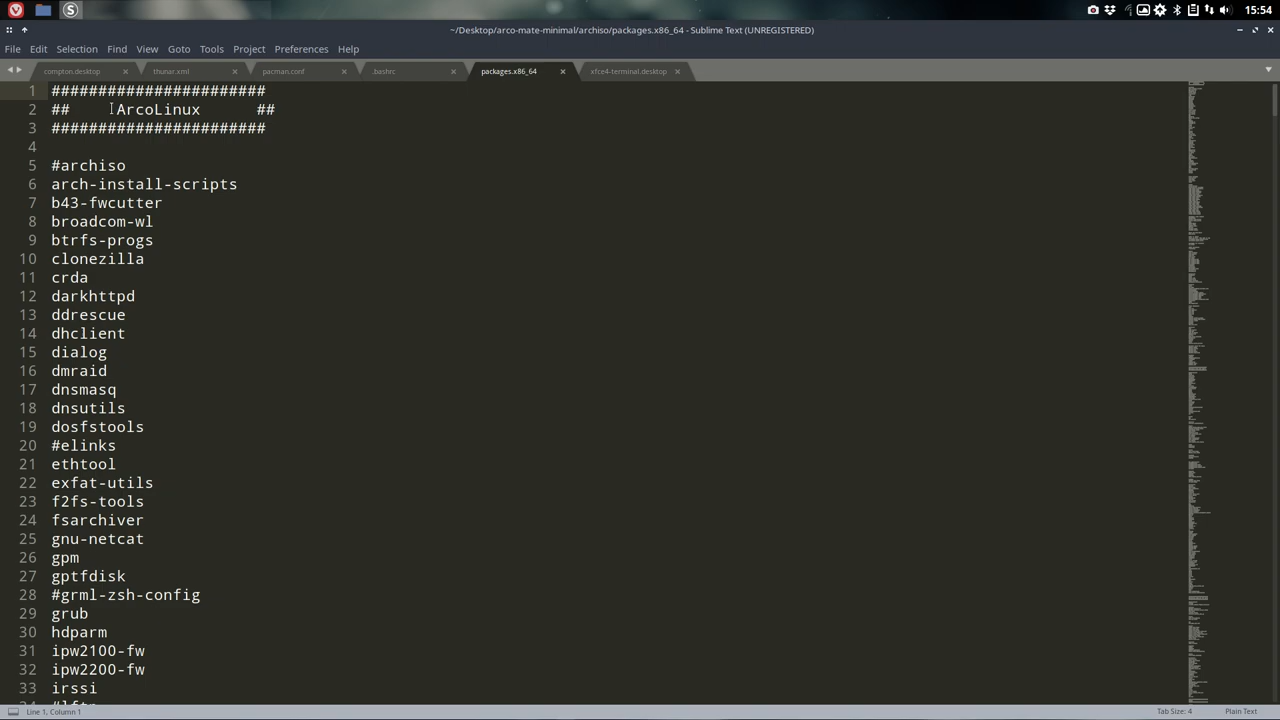 15:54
~/Desktop/arco-mate-minimal/archiso/packages.x86_64 - Sublime Text (UNREGISTERED)
File Edit Selection Find View Goto Tools Project Preferences Help
compton.desktop thunar.xml pacman.conf .bashrc packages.x86_64 xfce4-terminal.desktop
1 #######################
2 ## ArcoLinux ##
3 #######################
4
5 #archiso
6 arch-install-scripts
7 b43-fwcutter
8 broadcom-wl
9 btrfs-progs
10 clonezilla
11 crda
12 darkhttpd
13 ddrescue
14 dhclient
15 dialog
16 dmraid
17 dnsmasq
18 dnsutils
19 dosfstools
20 #elinks
21 ethtool
22 exfat-utils
23 f2fs-tools
24 fsarchiver
25 gnu-netcat
26 gpm
27 gptfdisk
28 #grml-zsh-config
29 grub
30 hdparm
31 ipw2100-fw
32 ipw2200-fw
33 irssi
34 #lftp
Line 1, Column 1 Tab Size: 4 Plain Text